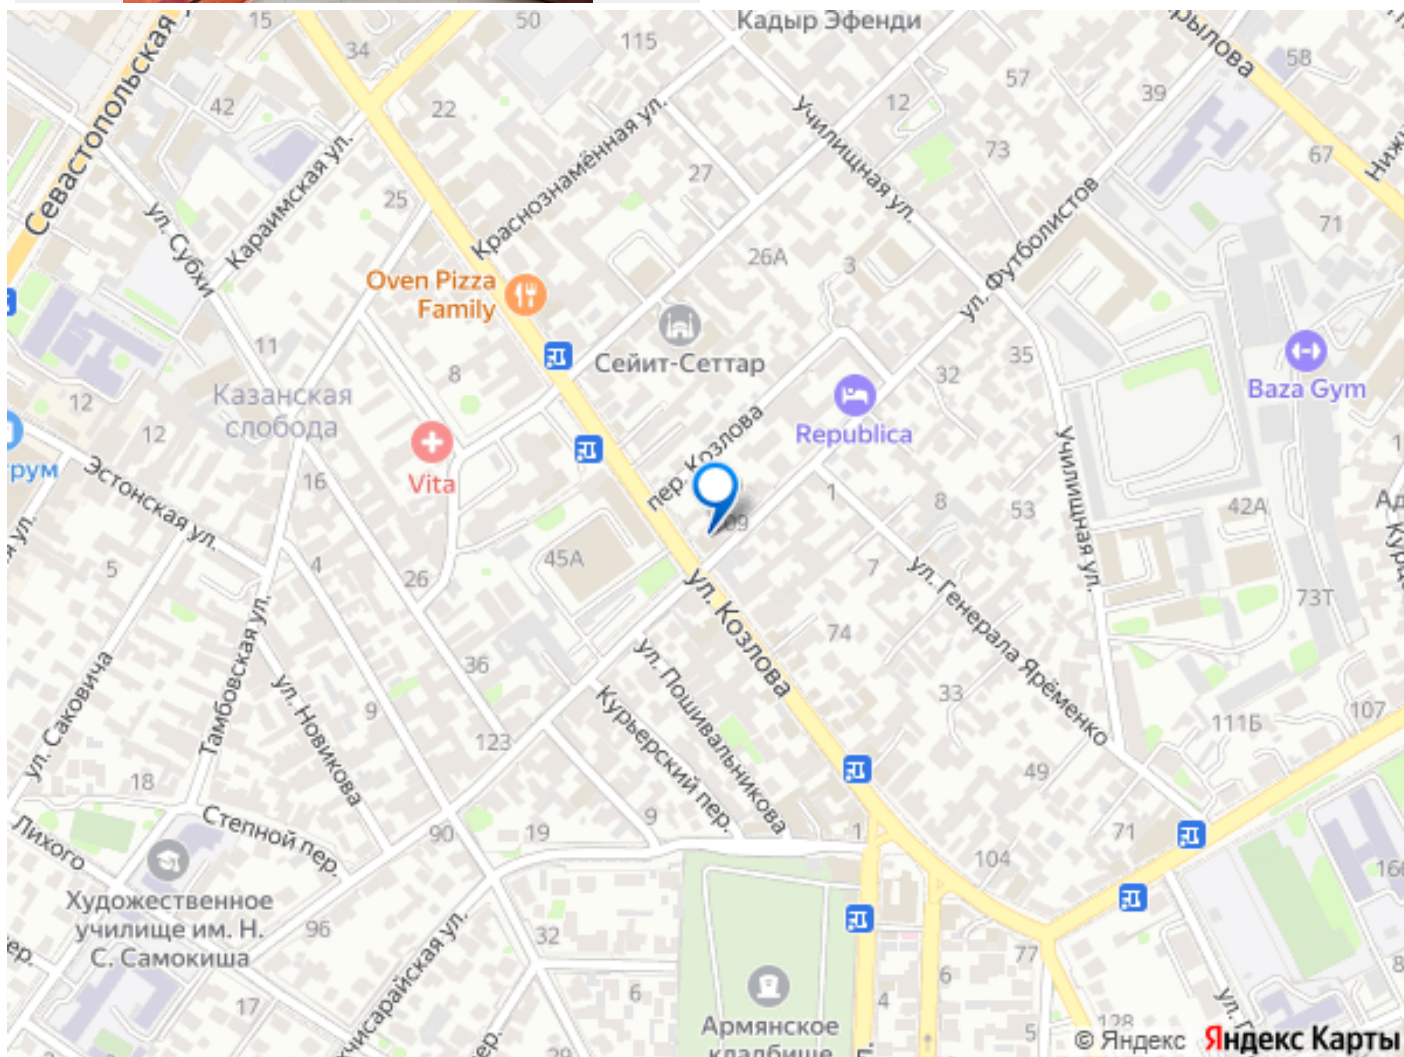 15
50
Кадыр Эфенди
115
34
58
57
39
42
22
12
Севастопольская
Краснознамённая ул.
Училищная ул.
73
67
Караимская ул.
27
25
ул. Субхи
71
ул. Футболистов
26А
3
Oven Pizza
Family
11
Сейит-Сеттар
35
8
32
Baza Gym
Казанская
слобода
12
12
Republica
пер. Козлова
Vita
Эстонская ул.
16
1
8
53
42А
Училищная ул.
45А
5
4
26
7
ул. Генерала Ярёменко
73Т
ул. Козлова
74
Тамбовская ул.
ул. Саковича
36
ул. Пошивальникова
33
ул. Новикова
9
Курьерский пер.
107
111Б
123
49
18
Степной пер.
90
19
9
1
71
Лихого
104
Художественное
училище им. Н.
С. Самокиша
96
32
77
6
6
17
4
Армянское
кладбище
5
128
© Яндекс Яндекс Карты